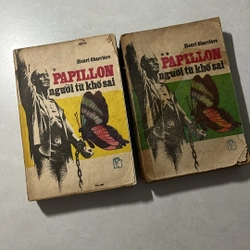 Henri Charrière
PAPILLON
người tù khổ sai
Henri Charrière
PAPILLON
người tù khổ sai